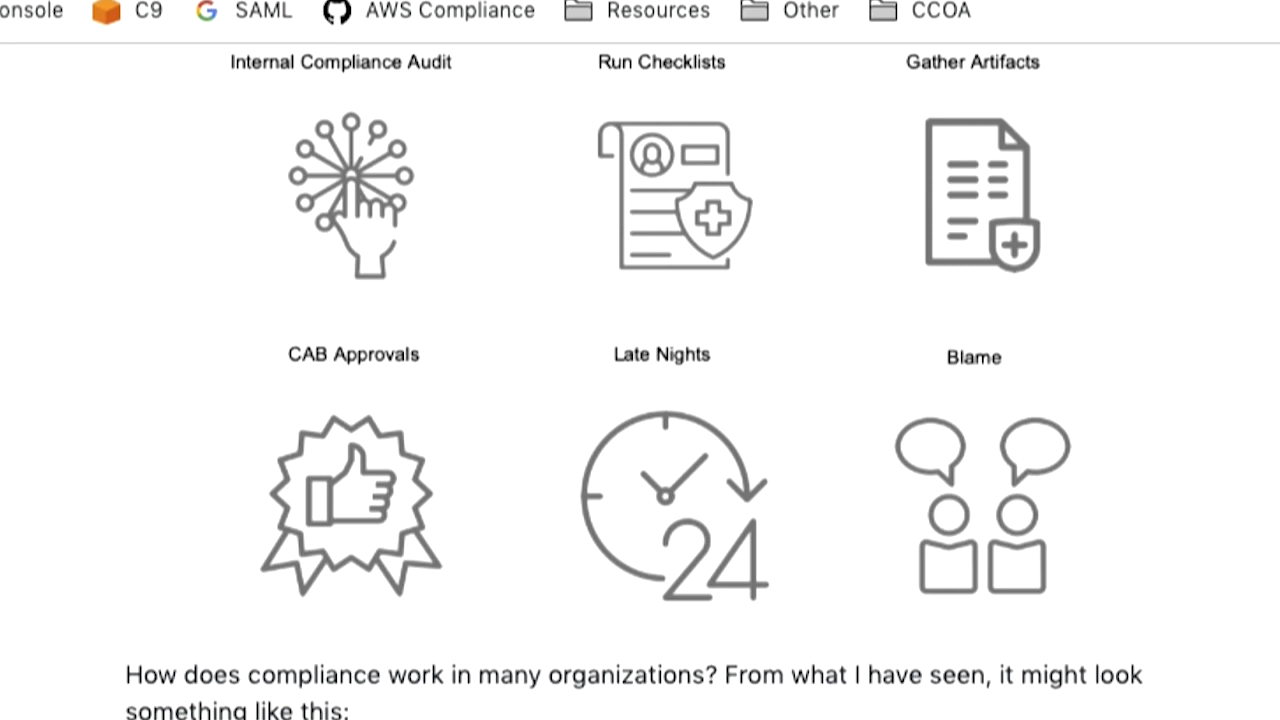 onsole C9 SAML AWS Compliance Resources Other CCOA
Internal Compliance Audit Run Checklists Gather Artifacts
CAB Approvals Late Nights Blame
24
How does compliance work in many organizations? From what I have seen, it might look
something like this: